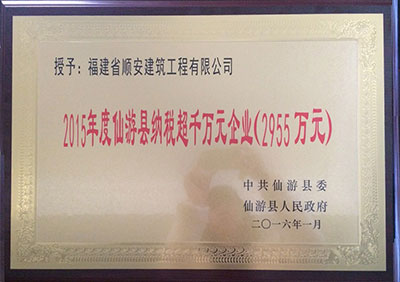 授予：福建省顺安建筑工程有限公司
2015年度仙游县纳税超千万元企业(2955万元)
中共仙游县委
仙游县人民政府
二〇一六年一月